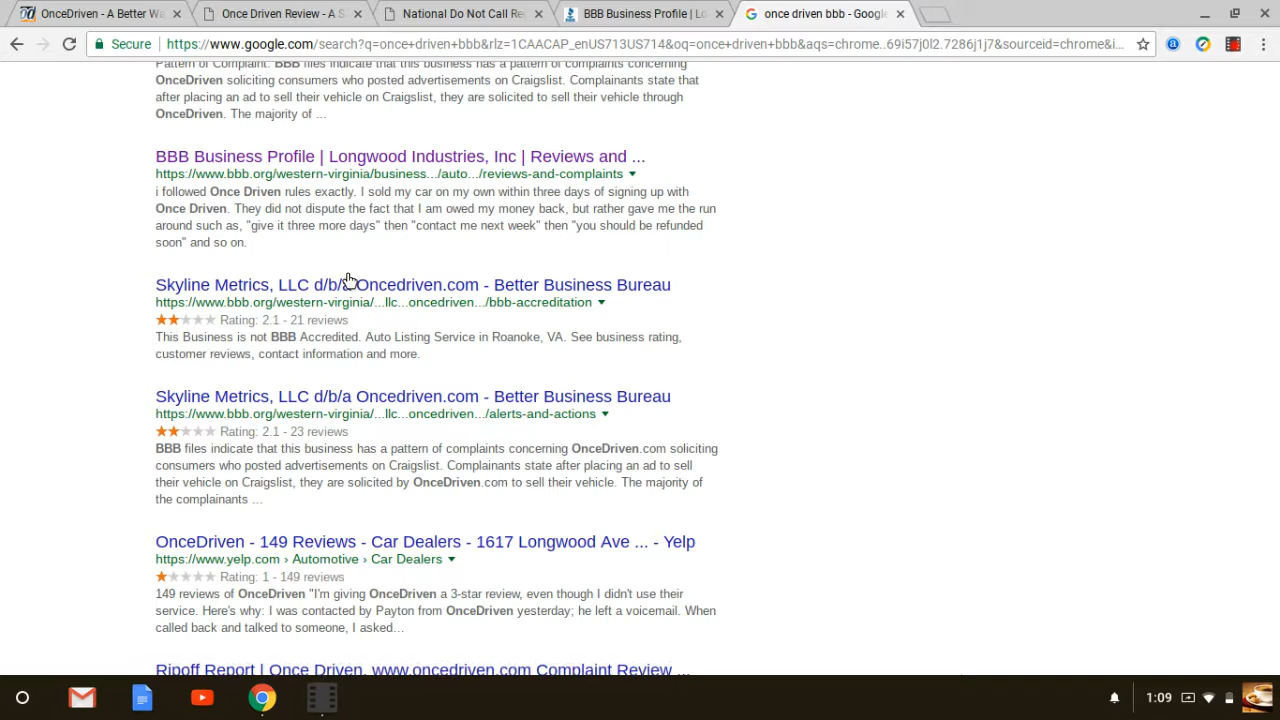 OnceDriven - A Better Wa
Once Driven Review - A S
National Do Not Call Re
BBB Business Profile | Lo
once driven bbb - Google
Secure
https://www.google.com/search?q=once+driven+bbb&rlz=1CAACAP_enUS713US714&oq=once+driven+bbb&aqs=chrome..69i57j0l2.7286j1j7&sourceid=chrome&i...
Pattern of Complaint. BBB files indicate that this business has a pattern of complaints concerning
OnceDriven soliciting consumers who posted advertisements on Craigslist. Complainants state that
after placing an ad to sell their vehicle on Craigslist, they are solicited to sell their vehicle through
OnceDriven. The majority of ...
BBB Business Profile | Longwood Industries, Inc | Reviews and ...
https://www.bbb.org/western-virginia/business.../auto.../reviews-and-complaints
i followed Once Driven rules exactly. I sold my car on my own within three days of signing up with
Once Driven. They did not dispute the fact that I am owed my money back, but rather gave me the run
around such as, "give it three more days" then "contact me next week" then "you should be refunded
soon" and so on.
Skyline Metrics, LLC d/b/a Oncedriven.com - Better Business Bureau
https://www.bbb.org/western-virginia/...llc...oncedriven.../bbb-accreditation
Rating: 2.1 - 21 reviews
This Business is not BBB Accredited. Auto Listing Service in Roanoke, VA. See business rating,
customer reviews, contact information and more.
Skyline Metrics, LLC d/b/a Oncedriven.com - Better Business Bureau
https://www.bbb.org/western-virginia/...llc...oncedriven.../alerts-and-actions
Rating: 2.1 - 23 reviews
BBB files indicate that this business has a pattern of complaints concerning OnceDriven.com soliciting
consumers who posted advertisements on Craigslist. Complainants state after placing an ad to sell
their vehicle on Craigslist, they are solicited by OnceDriven.com to sell their vehicle. The majority of
the complainants ...
OnceDriven - 149 Reviews - Car Dealers - 1617 Longwood Ave ... - Yelp
https://www.yelp.com › Automotive › Car Dealers
Rating: 1 - 149 reviews
149 reviews of OnceDriven "I'm giving OnceDriven a 3-star review, even though I didn't use their
service. Here's why: I was contacted by Payton from OnceDriven yesterday; he left a voicemail. When
called back and talked to someone, I asked...
Ripoff Report | Once Driven, www.oncedriven.com Complaint Review ...
1:09